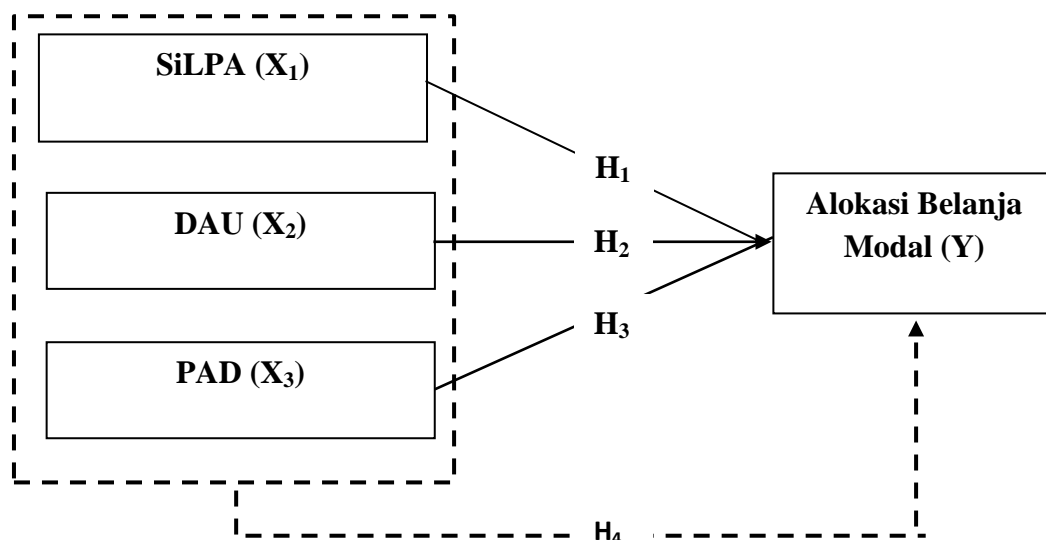 SiLPA (X₁)
H₁
Alokasi Belanja
Modal (Y)
DAU (X₂)
H₂
H₃
PAD (X₃)
H₄